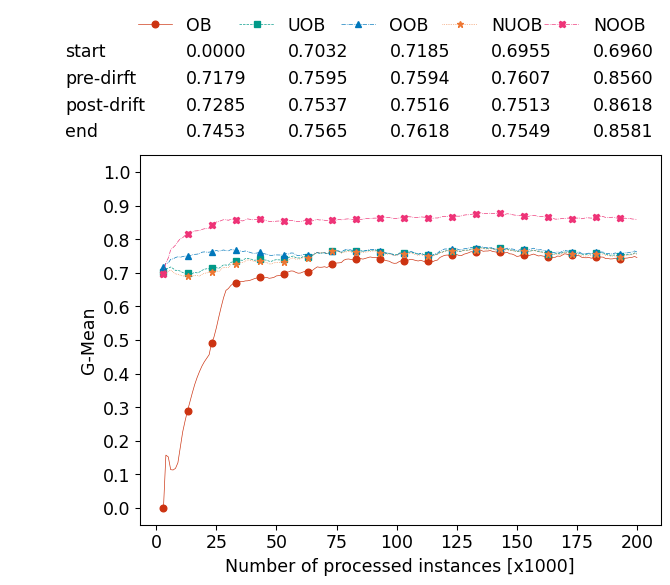 OB UOB OOB NUOB NOOB
start 0.0000 0.7032 0.7185 0.6955 0.6960
pre-dirft 0.7179 0.7595 0.7594 0.7607 0.8560
post-drift 0.7285 0.7537 0.7516 0.7513 0.8618
end 0.7453 0.7565 0.7618 0.7549 0.8581
1.0
0.9
0.8
0.7
0.6
0.5
0.4
0.3
0.2
0.1
0.0
G-Mean
0 25 50 75 100 125 150 175 200
Number of processed instances [x1000]